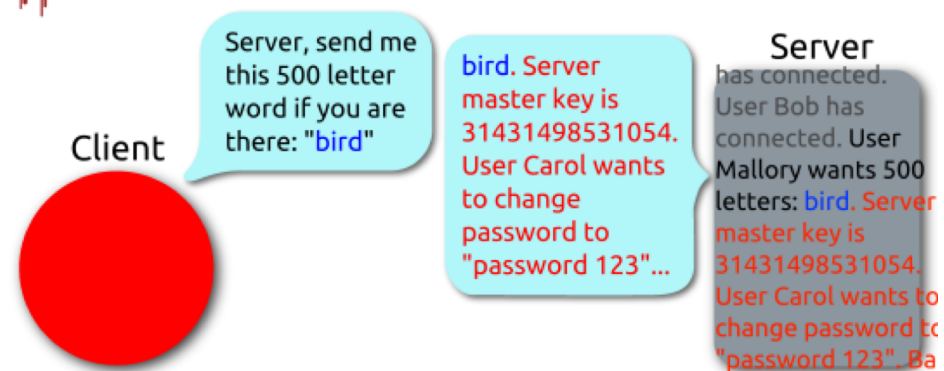 Server, send me
this 500 letter
word if you are
there: "bird"
Client
bird. Server
master key is
31431498531054.
User Carol wants
to change
password to
"password 123"...
Server
has connected.
User Bob has
connected. User
Mallory wants 500
letters: bird. Server
master key is
31431498531054.
User Carol wants to
change password to
"password 123". Ba